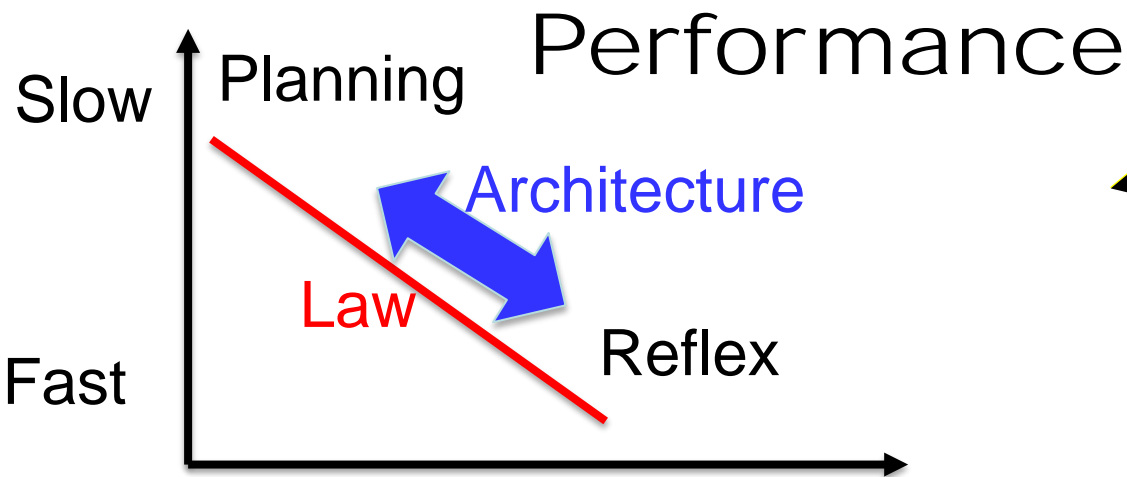 Performance
Planning
Slow
Architecture
Law
Reflex
Fast